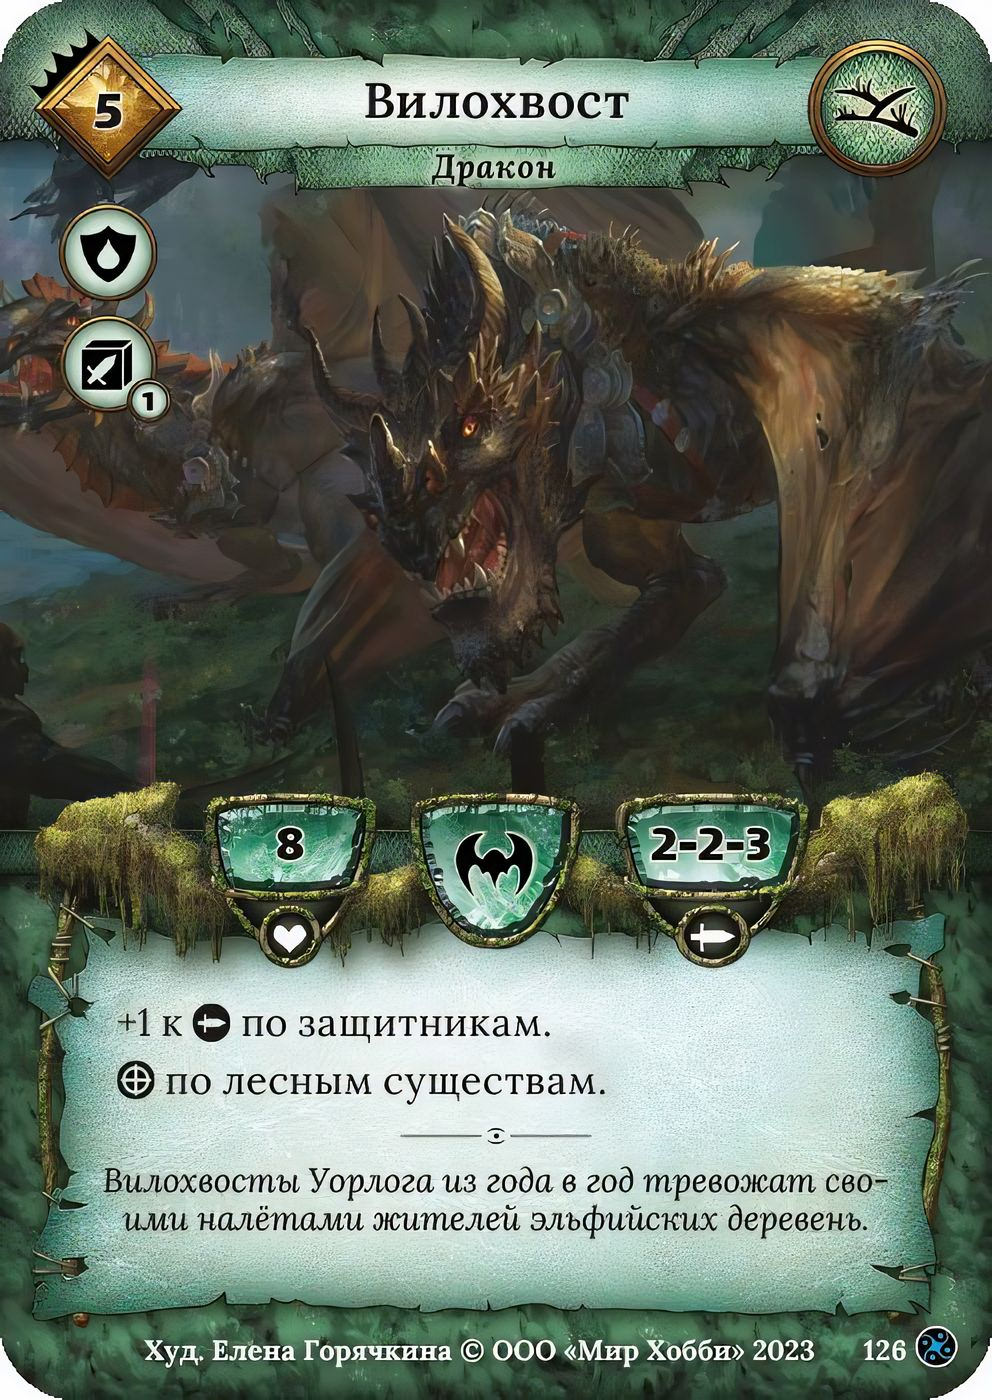 5
Вилохвост
Дракон
1
8
2-2-3
+1 к по защитникам.
по лесным существам.
Вилохвосты Уорлога из года в год тревожат сво-
ими налётами жителей эльфийских деревень.
Худ. Елена Горячкина © ООО «Мир Хобби» 2023 126